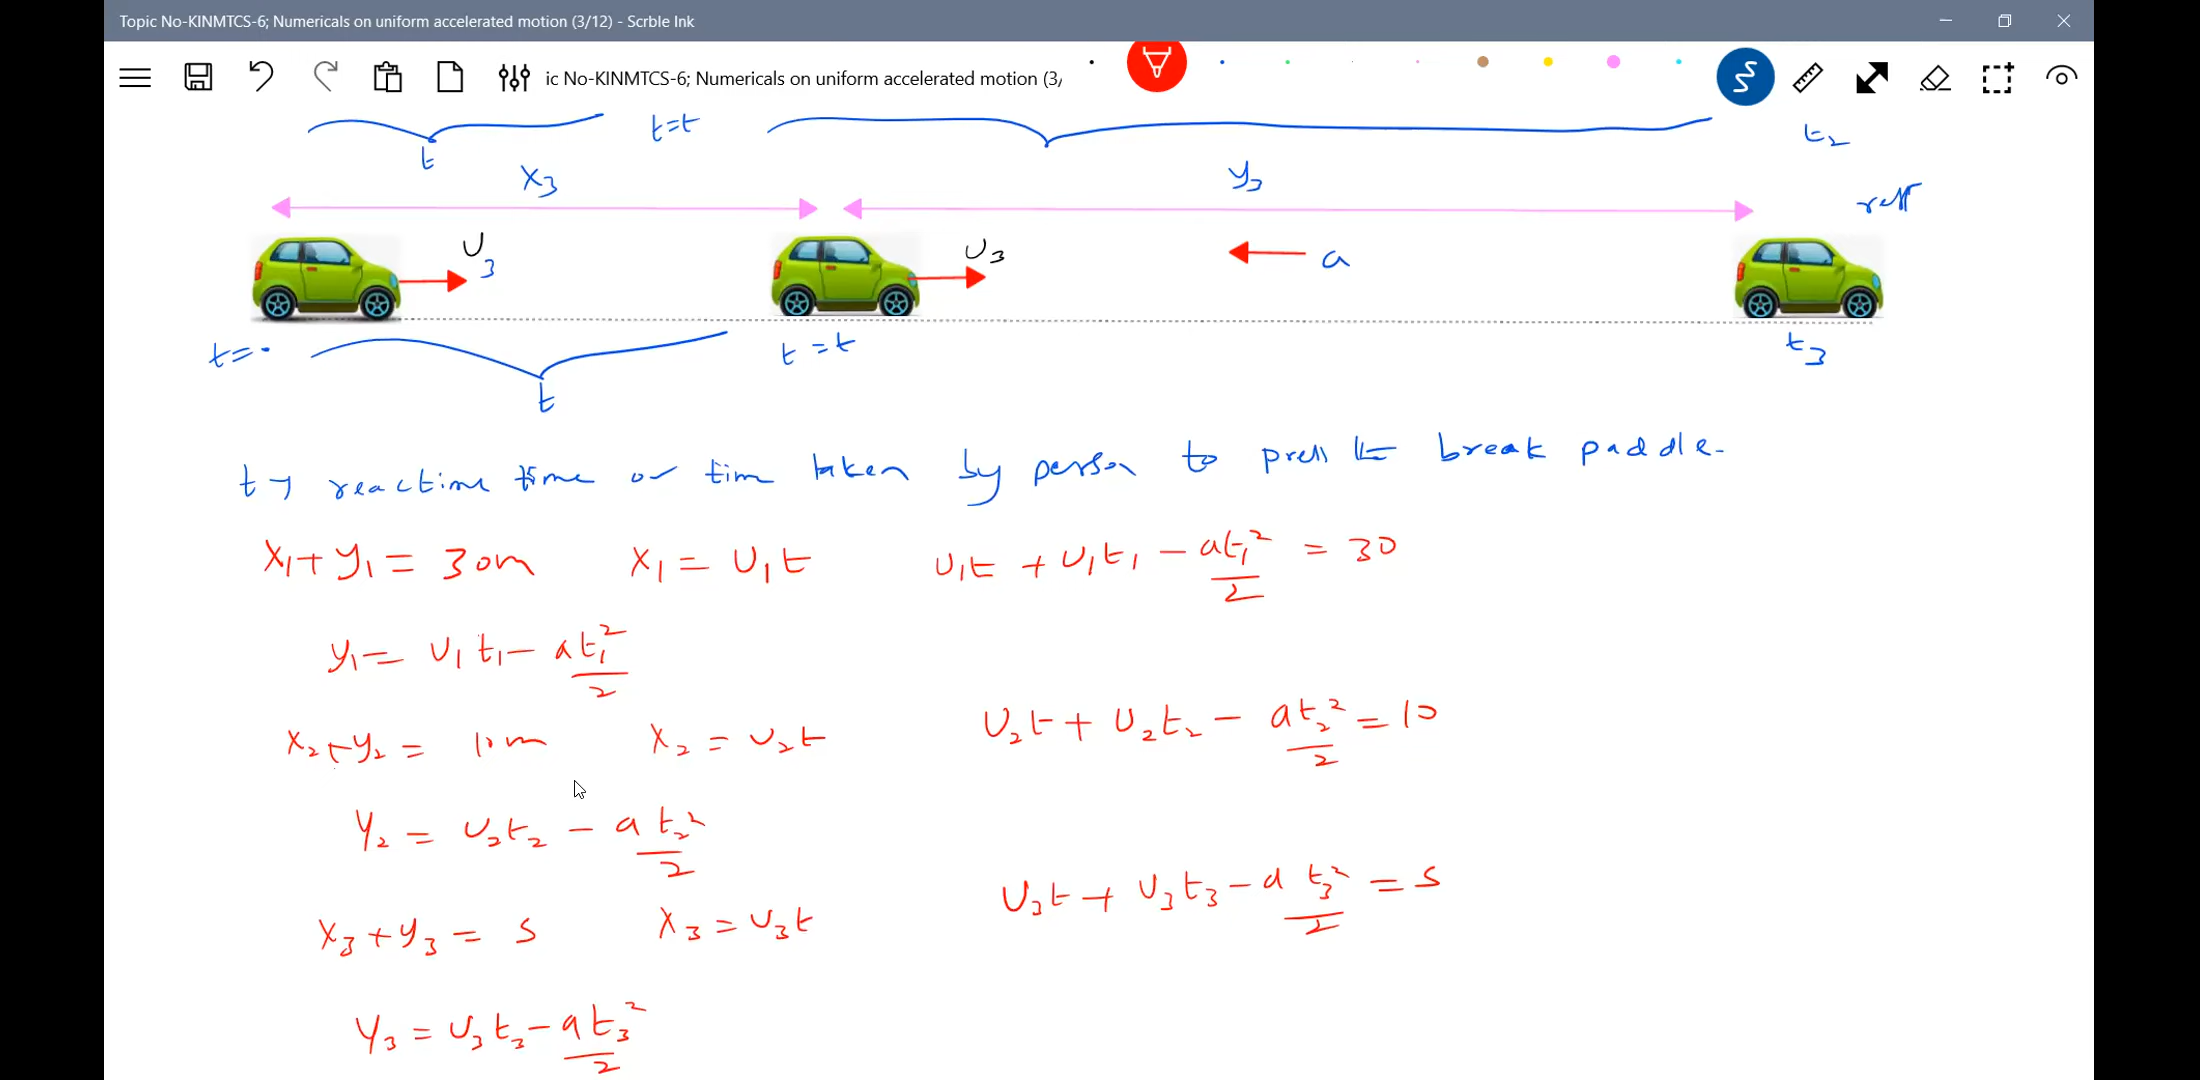 Topic No-KINMTCS-6; Numericals on uniform accelerated motion (3/12) - Scrble Ink
ic No-KINMTCS-6; Numericals on uniform accelerated motion (3/
t=t
t₂
t
x₃
y₃
U₃
U₃
a
t=t
t₃
t
t → reaction time or time taken by person to press the break paddle.
x₁+y₁ = 30m x₁ = U₁t U₁t + U₁t₁ - at₁²/2 = 30
y₁= U₁t₁ - at₁²/2
x₂+y₂ = 10m x₂ = U₂t U₂t + U₂t₂ - at₂²/2 = 10
y₂ = U₂t₂ - at₂²/2
x₃+y₃ = s x₃ = U₃t U₃t + U₃t₃ - at₃²/2 = s
y₃ = U₃t₃ - at₃²/2